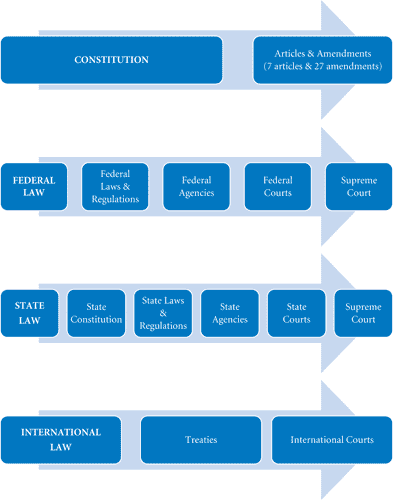 CONSTITUTION
Articles & Amendments
(7 articles & 27 amendments)
FEDERAL
LAW
Federal
Laws &
Regulations
Federal
Agencies
Federal
Courts
Supreme
Court
STATE
LAW
State
Constitution
State Laws
&
Regulations
State
Agencies
State
Courts
Supreme
Court
INTERNATIONAL
LAW
Treaties
International Courts